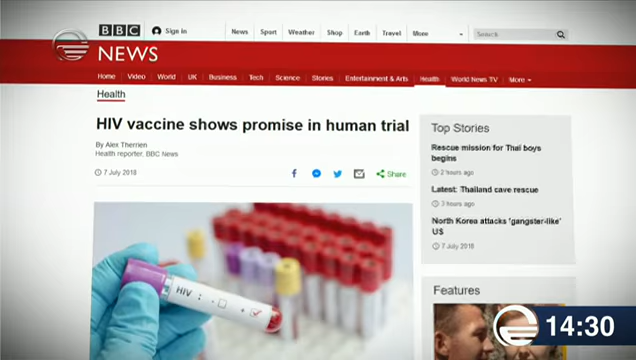 BBC
Sign in
News
Sport
Weather
Shop
Earth
Travel
More
Search
NEWS
Home
Video
World
UK
Business
Tech
Science
Stories
Entertainment & Arts
Health
World News TV
More
Health
HIV vaccine shows promise in human trial
By Alex Therrien
Health reporter, BBC News
7 July 2018
Share
Top Stories
Rescue mission for Thai boys
begins
2 hours ago
Latest: Thailand cave rescue
3 hours ago
North Korea attacks 'gangster-like'
US
7 July 2018
Features
HIV :
14:30